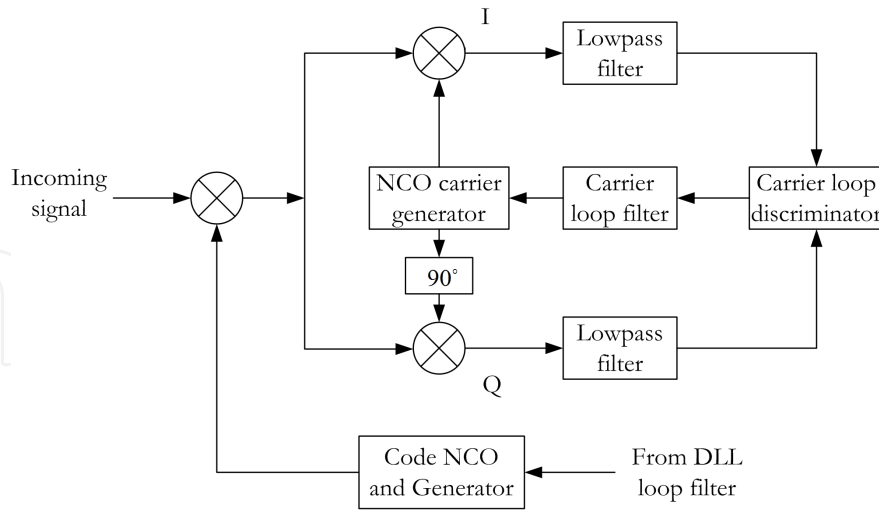 I
Lowpass
filter
Incoming
signal
NCO carrier
generator
Carrier
loop filter
Carrier loop
discriminator
90°
Lowpass
filter
Q
Code NCO
and Generator
From DLL
loop filter